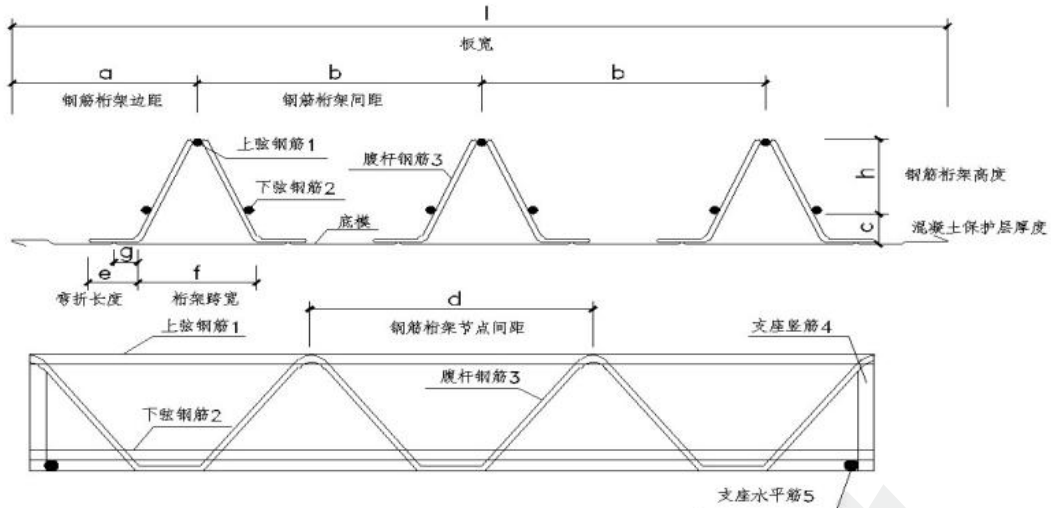 l
板宽
a
b
b
钢筋桁架边距
钢筋桁架间距
上弦钢筋1
腹杆钢筋3
下弦钢筋2
底模
h
钢筋桁架高度
c
混凝土保护层厚度
g
e
f
弯折长度
桁架跨宽
d
上弦钢筋1
钢筋桁架节点间距
支座竖筋4
腹杆钢筋3
下弦钢筋2
支座水平筋5